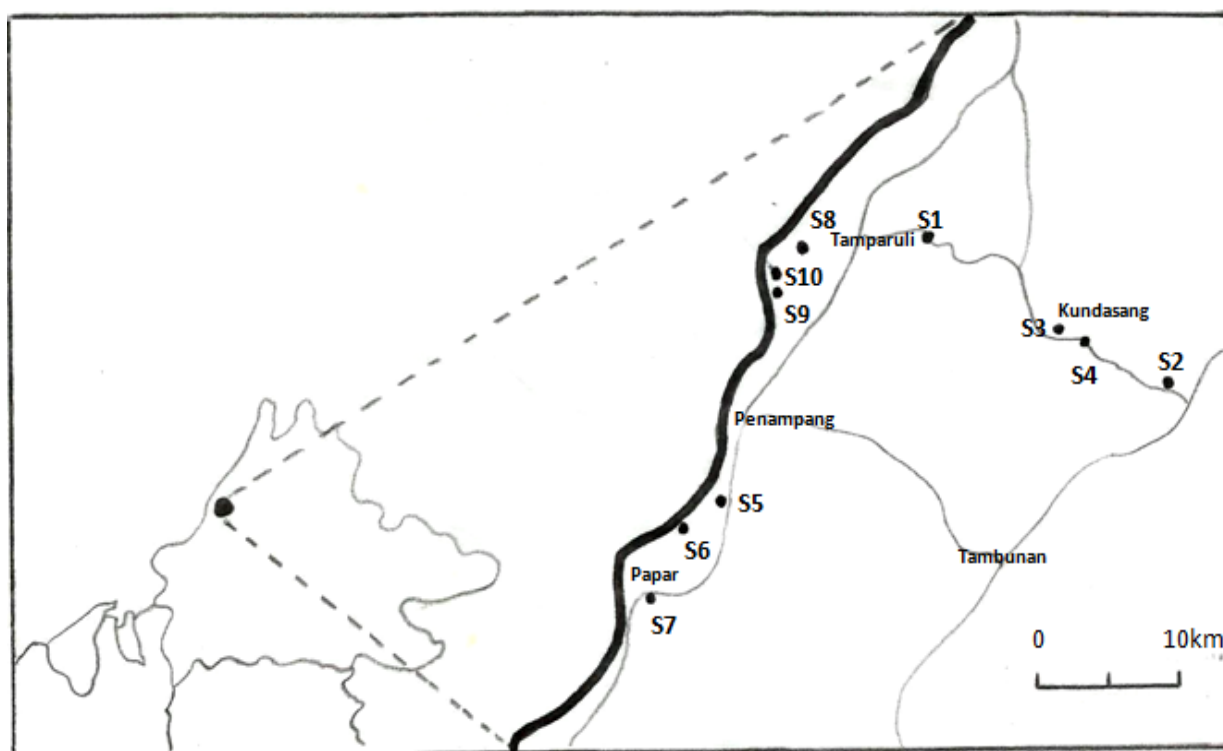 S8
S1
Tamparuli
S10
S9
Kundasang
S3
S4
S2
Penampang
S5
S6
Tambunan
Papar
S7
0 10km